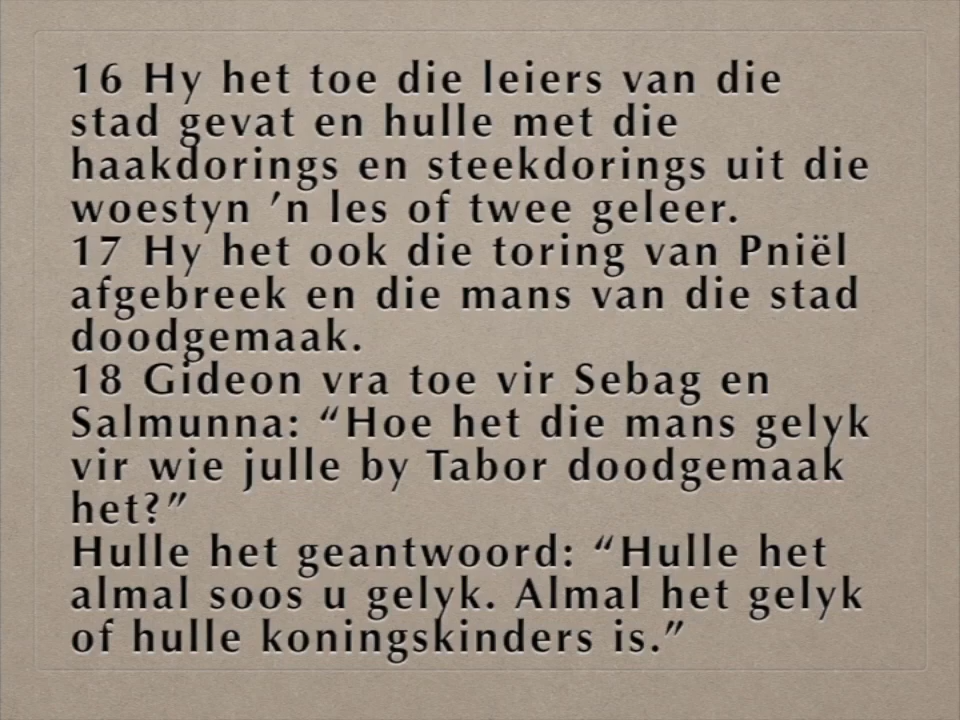 16 Hy het toe die leiers van die
stad gevat en hulle met die
haakdorings en steekdorings uit die
woestyn ’n les of twee geleer.
17 Hy het ook die toring van Pniël
afgebreek en die mans van die stad
doodgemaak.
18 Gideon vra toe vir Sebag en
Salmunna: “Hoe het die mans gelyk
vir wie julle by Tabor doodgemaak
het?”
Hulle het geantwoord: “Hulle het
almal soos u gelyk. Almal het gelyk
of hulle koningskinders is.”